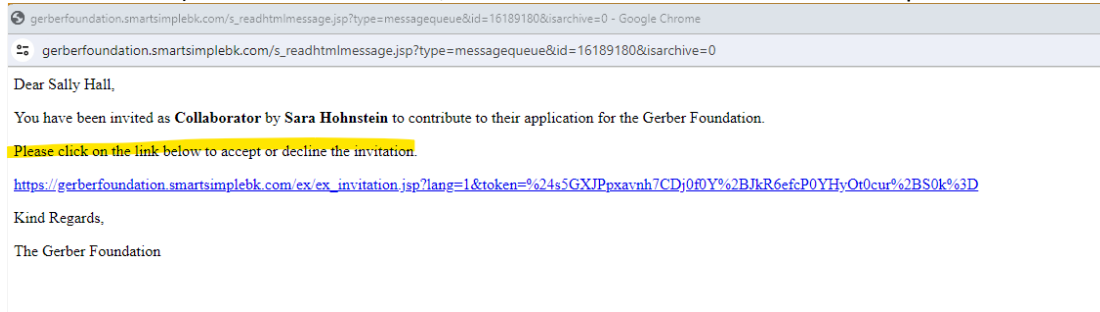 gerberfoundation.smartsimplebk.com/s_readhtmlmessage.jsp?type=messagequeue&id=16189180&isarchive=0 - Google Chrome
gerberfoundation.smartsimplebk.com/s_readhtmlmessage.jsp?type=messagequeue&id=16189180&isarchive=0
Dear Sally Hall,
You have been invited as Collaborator by Sara Hohnstein to contribute to their application for the Gerber Foundation.
Please click on the link below to accept or decline the invitation.
https://gerberfoundation.smartsimplebk.com/ex/ex_invitation.jsp?lang=1&token=%24s5GXJPpxavnh7CDj0f0Y%2BJkR6efcP0YHyOt0cur%2BS0k%3D
Kind Regards,
The Gerber Foundation